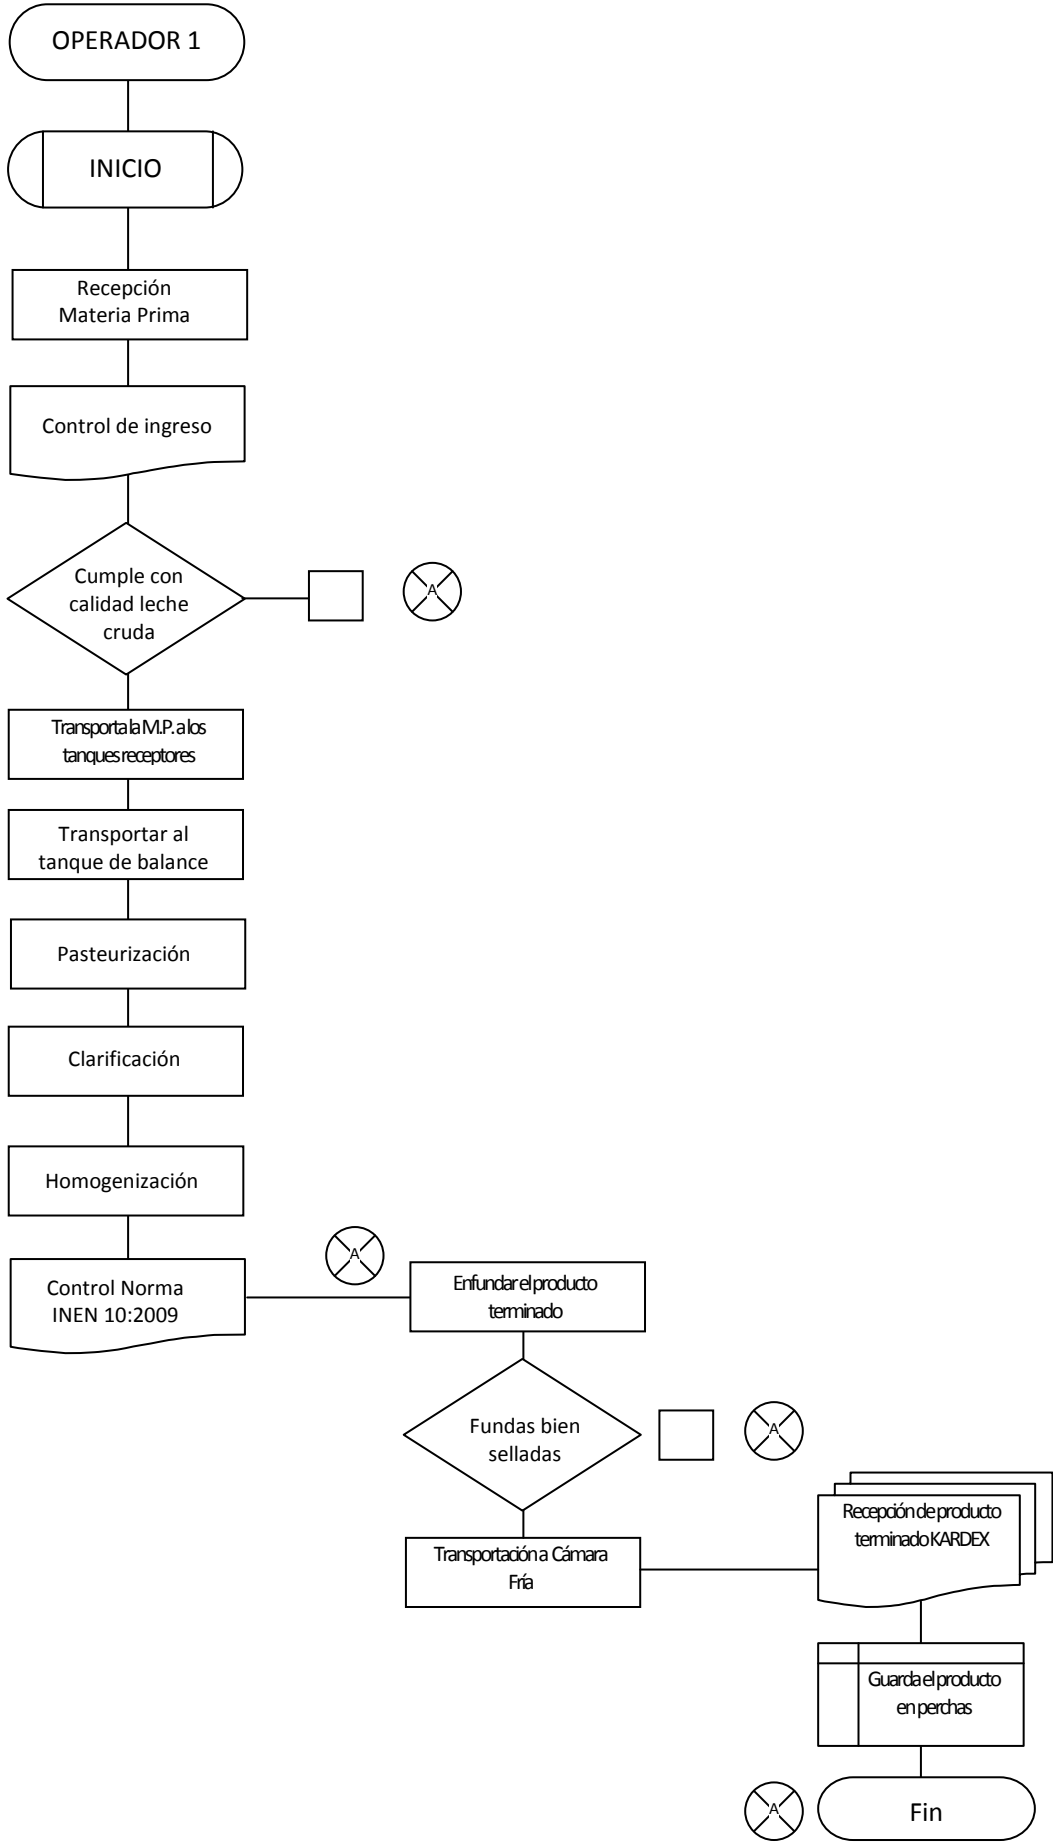 OPERADOR 1
INICIO
Recepción
Materia Prima
Control de ingreso
Cumple con
calidad leche
cruda
A
Transporta la M.P. a los
tanques receptores
Transportar al
tanque de balance
Pasteurización
Clarificación
Homogenización
Control Norma
INEN 10:2009
A
Enfundar el producto
terminado
Fundas bien
selladas
A
Transportación a Cámara
Fría
Recepción de producto
terminado KARDEX
Guarda el producto
en perchas
A
Fin